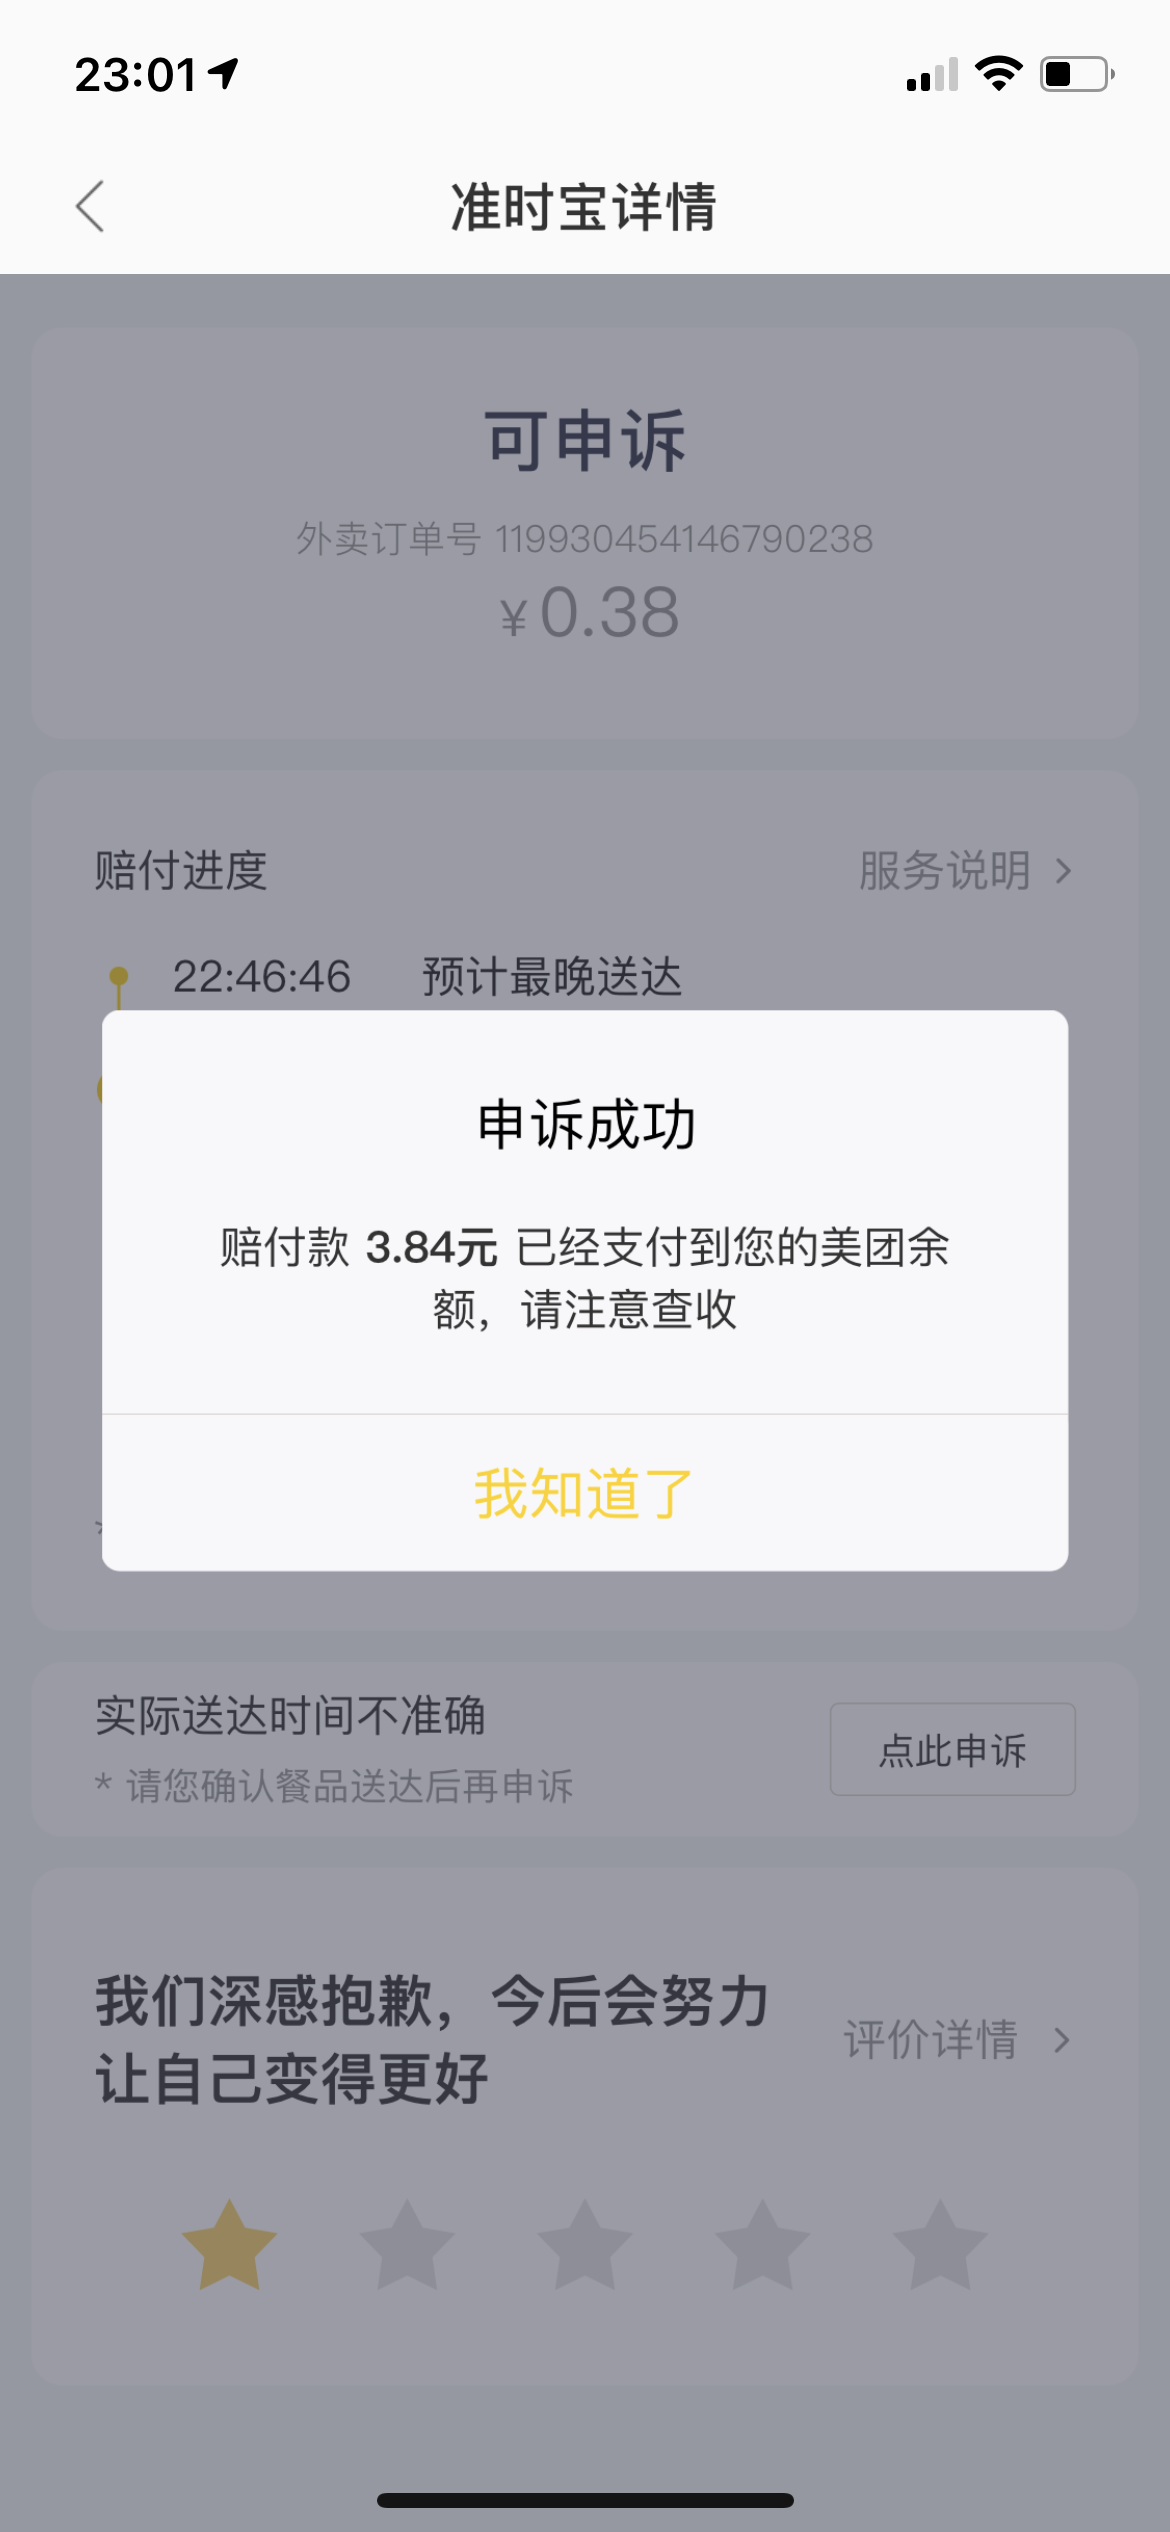 23:01
准时宝详情
可申诉
外卖订单号 119930454146790238
¥0.38
赔付进度
服务说明
22:46:46 预计最晚送达
申诉成功
赔付款 3.84元 已经支付到您的美团余
额，请注意查收
我知道了
*
实际送达时间不准确
* 请您确认餐品送达后再申诉
点此申诉
我们深感抱歉，今后会努力
让自己变得更好
评价详情